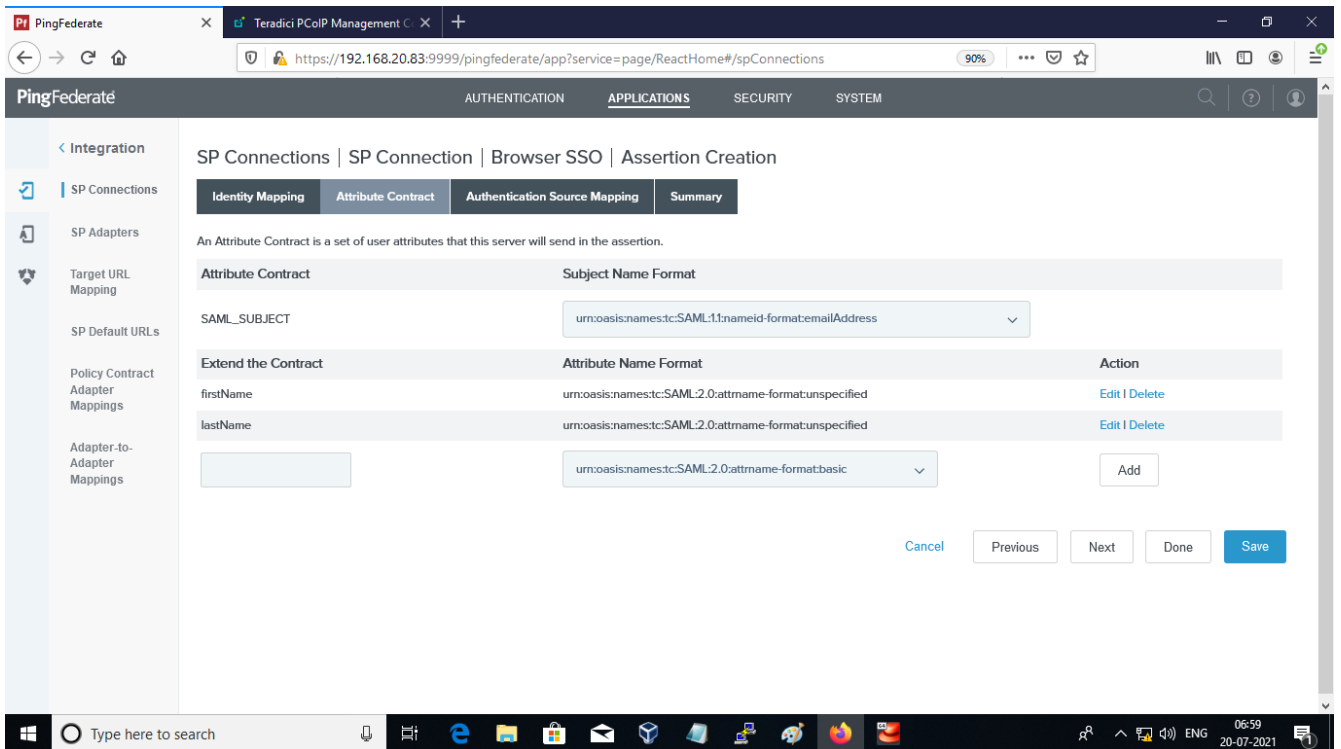 PingFederate
Teradici PCoIP Management C
https://192.168.20.83:9999/pingfederate/app?service=page/ReactHome#/spConnections
90%
PingFederate
AUTHENTICATION
APPLICATIONS
SECURITY
SYSTEM
Integration
SP Connections
SP Adapters
Target URL
Mapping
SP Default URLs
Policy Contract
Adapter
Mappings
Adapter-to-
Adapter
Mappings
SP Connections | SP Connection | Browser SSO | Assertion Creation
Identity Mapping
Attribute Contract
Authentication Source Mapping
Summary
An Attribute Contract is a set of user attributes that this server will send in the assertion.
Attribute Contract
Subject Name Format
SAML_SUBJECT
urn:oasis:names:tc:SAML:1.1:nameid-format:emailAddress
Extend the Contract
Attribute Name Format
Action
firstName
urn:oasis:names:tc:SAML:2.0:attrname-format:unspecified
Edit | Delete
lastName
urn:oasis:names:tc:SAML:2.0:attrname-format:unspecified
Edit | Delete
urn:oasis:names:tc:SAML:2.0:attrname-format:basic
Add
Cancel
Previous
Next
Done
Save
Type here to search
ENG
06:59
20-07-2021